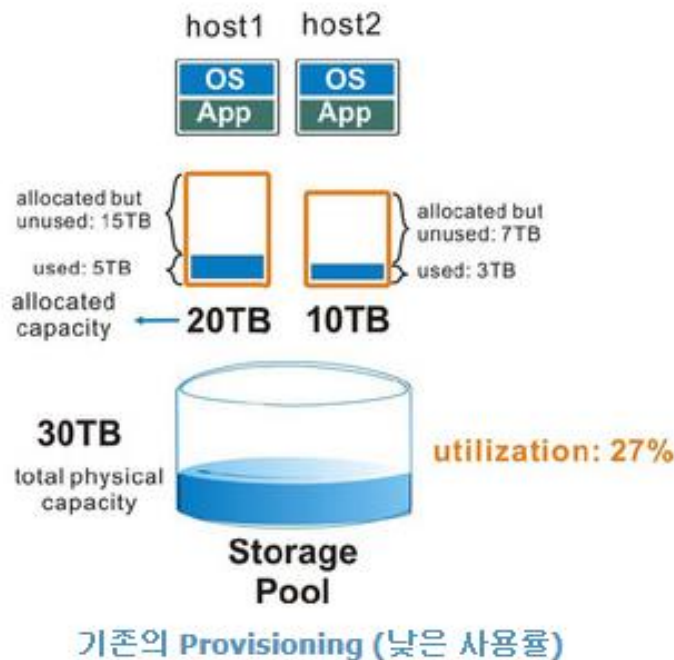 host1 host2
OS OS
App App
allocated but
unused: 15TB
used: 5TB
allocated but
unused: 7TB
used: 3TB
allocated
capacity
20TB 10TB
30TB
total physical
capacity
utilization: 27%
Storage
Pool
기존의 Provisioning (낮은 사용률)